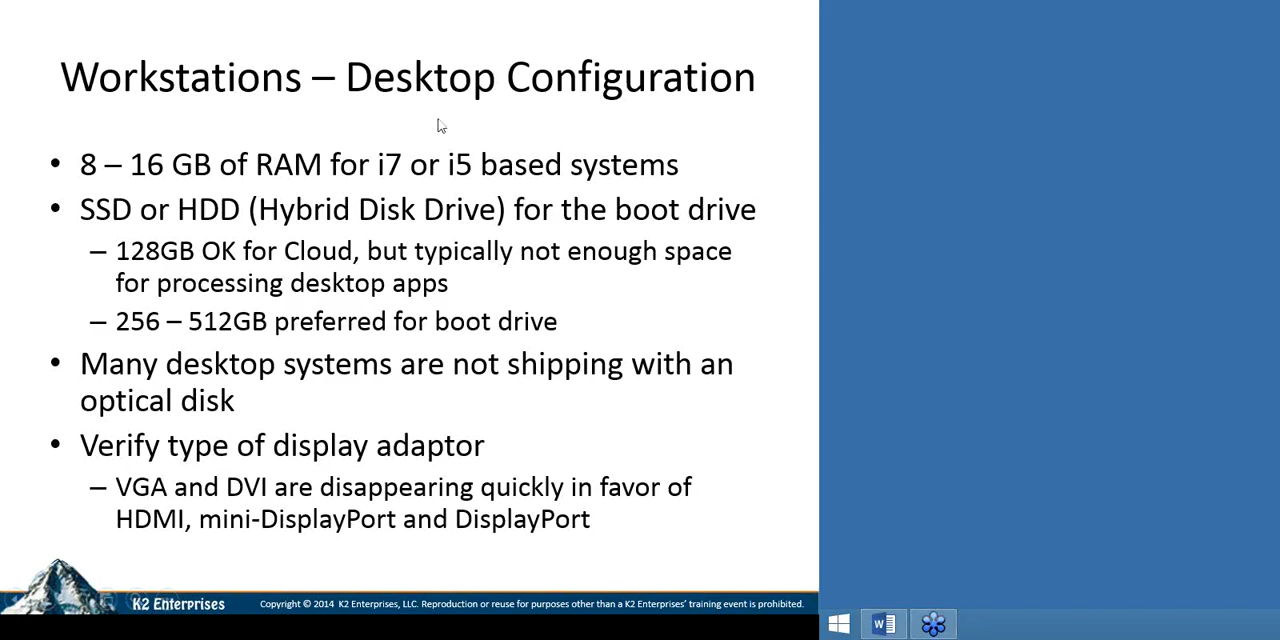 Workstations – Desktop Configuration
• 8 – 16 GB of RAM for i7 or i5 based systems
• SSD or HDD (Hybrid Disk Drive) for the boot drive
– 128GB OK for Cloud, but typically not enough space
for processing desktop apps
– 256 – 512GB preferred for boot drive
• Many desktop systems are not shipping with an
optical disk
• Verify type of display adaptor
– VGA and DVI are disappearing quickly in favor of
HDMI, mini-DisplayPort and DisplayPort
K2 Enterprises
Copyright © 2014 K2 Enterprises, LLC. Reproduction or reuse for purposes other than a K2 Enterprises' training event is prohibited.
W